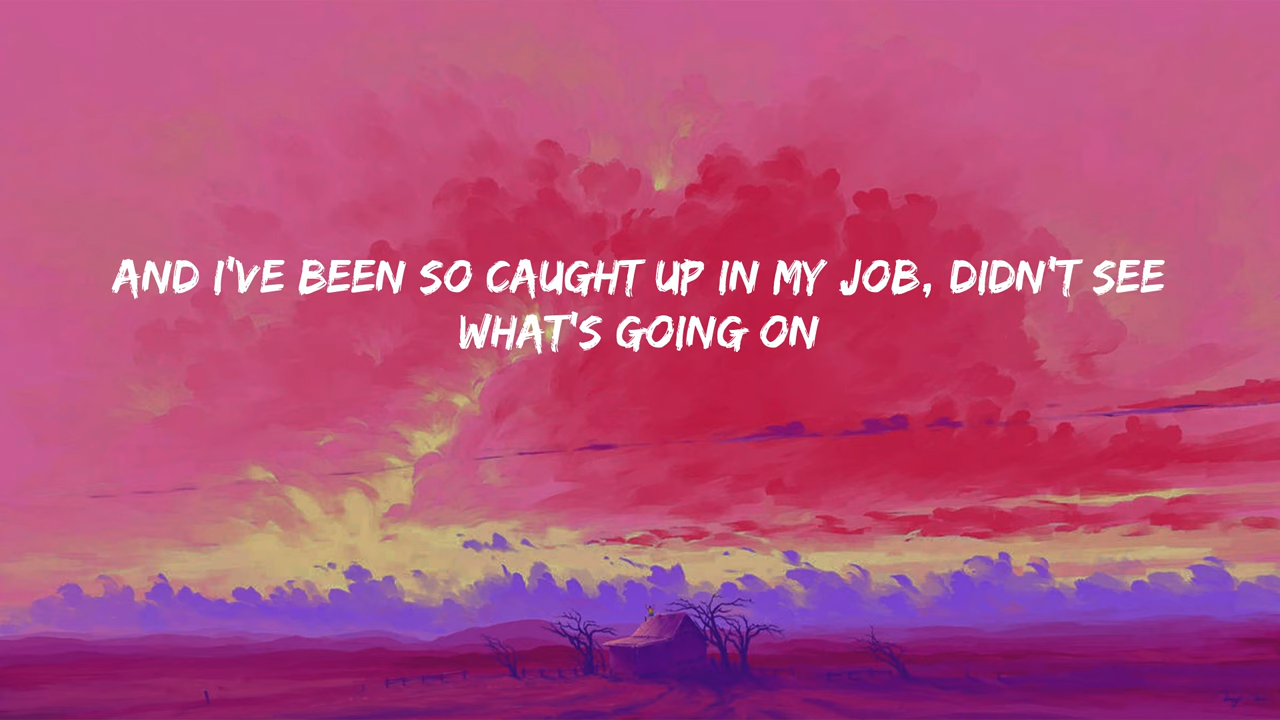 AND I'VE BEEN SO CAUGHT UP IN MY JOB, DIDN'T SEE
WHAT'S GOING ON